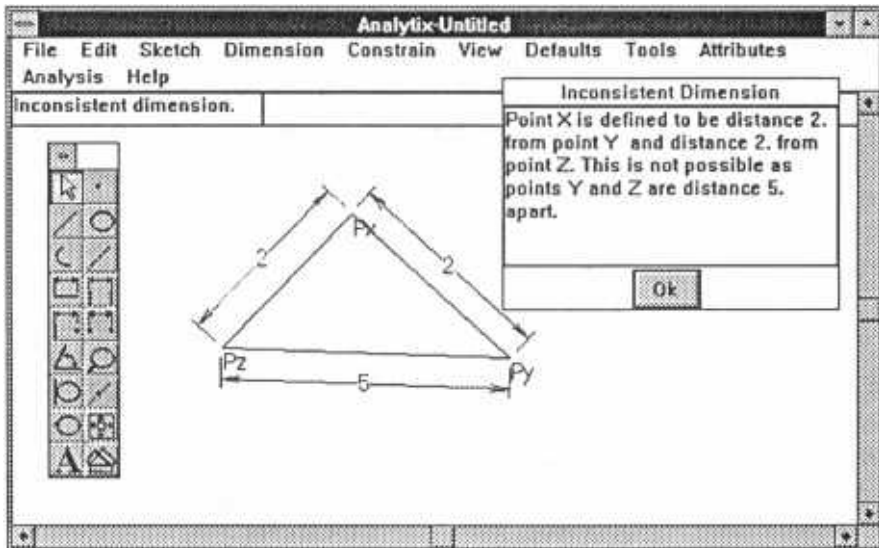 Analytix-Untitled
File Edit Sketch Dimension Constrain View Defaults Tools Attributes
Analysis Help
Inconsistent dimension.
Inconsistent Dimension
Point X is defined to be distance 2.
from point Y and distance 2. from
point Z. This is not possible as
points Y and Z are distance 5.
apart.
Ok
Px
2
2
Pz
Py
5
A